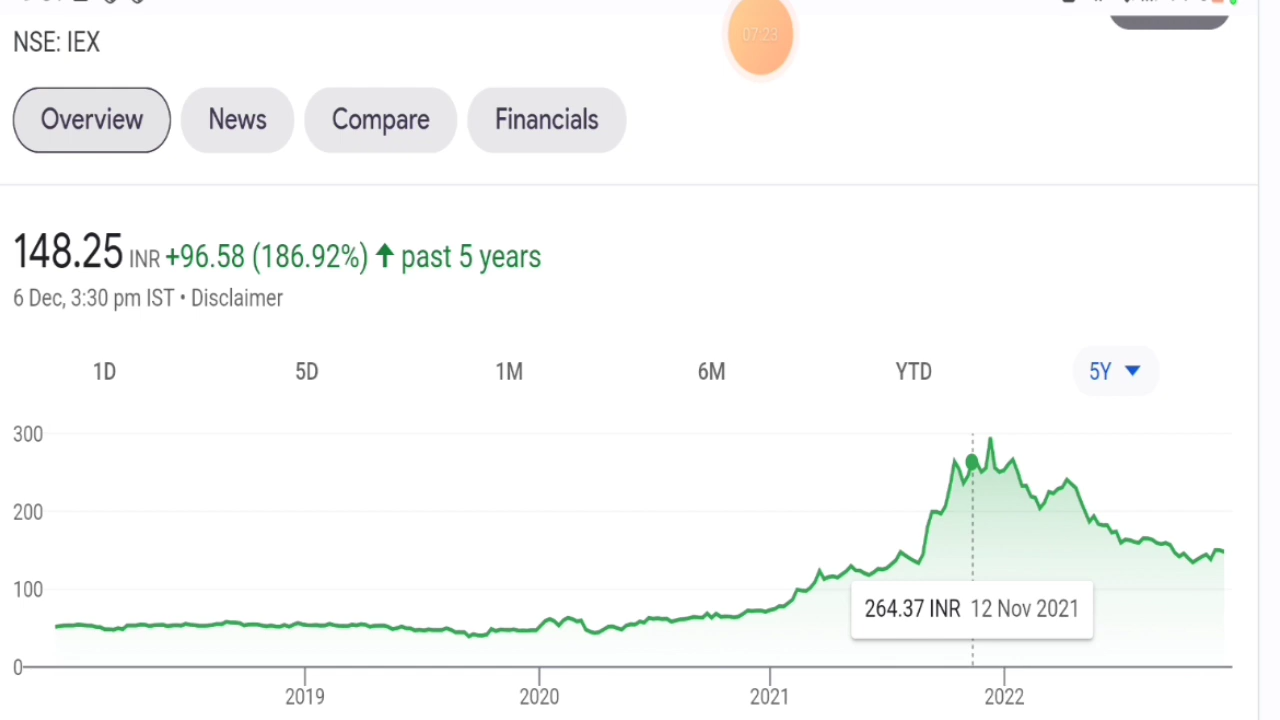 07:23
NSE: IEX
Overview News Compare Financials
148.25 INR +96.58 (186.92%) ↑ past 5 years
6 Dec, 3:30 pm IST • Disclaimer
1D 5D 1M 6M YTD 5Y
300
200
100
264.37 INR 12 Nov 2021
0
2019 2020 2021 2022